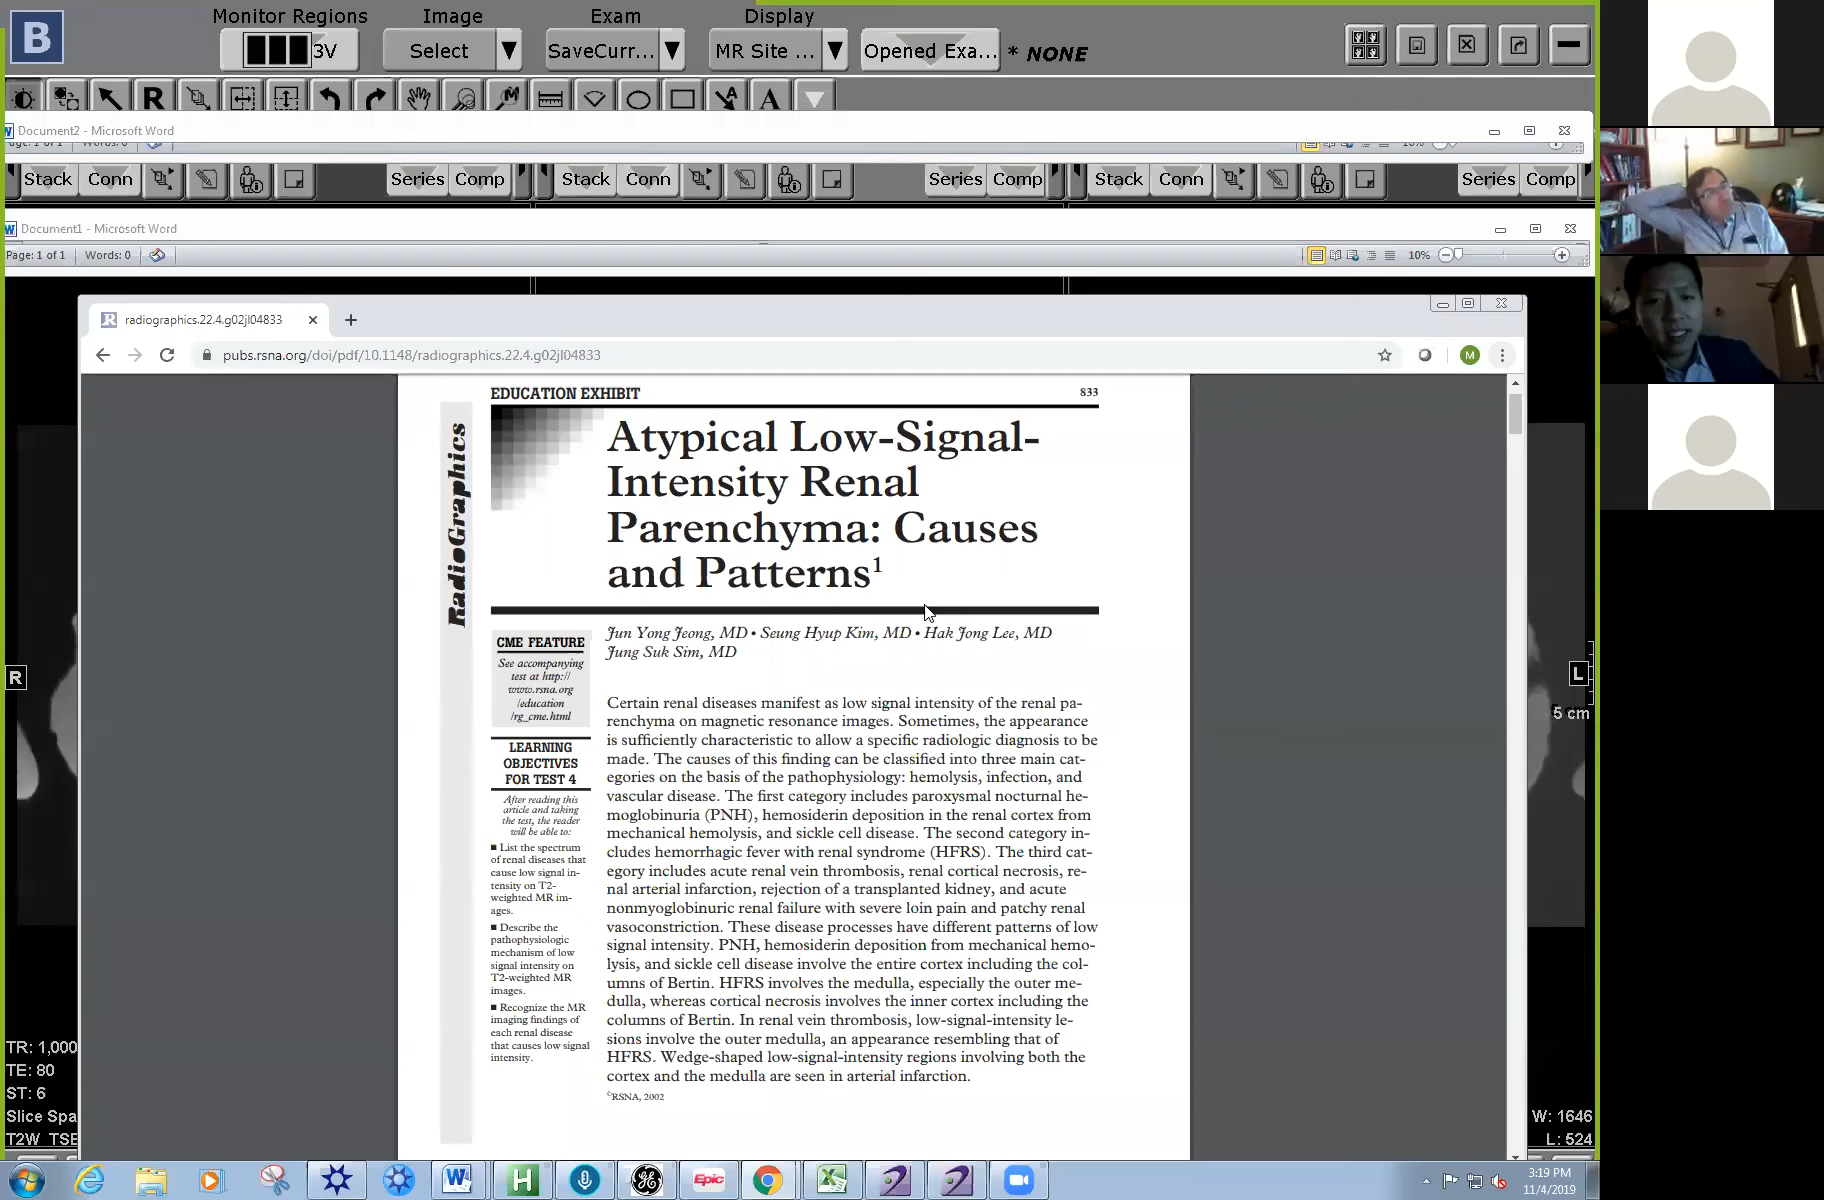 B
Monitor Regions
Image
Exam
Display
3V
Select
SaveCurr...
MR Site ...
Opened Exa...
* NONE
R
A
Document2 - Microsoft Word
Stack
Conn
Series
Comp
Stack
Conn
Series
Comp
Stack
Conn
Series
Comp
Document1 - Microsoft Word
Page: 1 of 1
Words: 0
10%
radiographics.22.4.g02jl04833
pubs.rsna.org/doi/pdf/10.1148/radiographics.22.4.g02jl04833
M
EDUCATION EXHIBIT
833
RadioGraphics
Atypical Low-Signal-
Intensity Renal
Parenchyma: Causes
and Patterns1
Jun Yong Jeong, MD • Seung Hyup Kim, MD • Hak Jong Lee, MD
Jung Suk Sim, MD
CME FEATURE
See accompanying
test at http://
www.rsna.org
/education
/rg_cme.html
LEARNING
OBJECTIVES
FOR TEST 4
After reading this
article and taking
the test, the reader
will be able to:
■ List the spectrum
of renal diseases that
cause low signal in-
tensity on T2-
weighted MR im-
ages.
■ Describe the
pathophysiologic
mechanism of low
signal intensity on
T2-weighted MR
images.
■ Recognize the MR
imaging findings of
each renal disease
that causes low signal
intensity.
Certain renal diseases manifest as low signal intensity of the renal pa-
renchyma on magnetic resonance images. Sometimes, the appearance
is sufficiently characteristic to allow a specific radiologic diagnosis to be
made. The causes of this finding can be classified into three main cat-
egories on the basis of the pathophysiology: hemolysis, infection, and
vascular disease. The first category includes paroxysmal nocturnal he-
moglobinuria (PNH), hemosiderin deposition in the renal cortex from
mechanical hemolysis, and sickle cell disease. The second category in-
cludes hemorrhagic fever with renal syndrome (HFRS). The third cat-
egory includes acute renal vein thrombosis, renal cortical necrosis, re-
nal arterial infarction, rejection of a transplanted kidney, and acute
nonmyoglobinuric renal failure with severe loin pain and patchy renal
vasoconstriction. These disease processes have different patterns of low
signal intensity. PNH, hemosiderin deposition from mechanical hemo-
lysis, and sickle cell disease involve the entire cortex including the col-
umns of Bertin. HFRS involves the medulla, especially the outer me-
dulla, whereas cortical necrosis involves the inner cortex including the
columns of Bertin. In renal vein thrombosis, low-signal-intensity le-
sions involve the outer medulla, an appearance resembling that of
HFRS. Wedge-shaped low-signal-intensity regions involving both the
cortex and the medulla are seen in arterial infarction.
©RSNA, 2002
R
L
5 cm
TR: 1,000
TE: 80
ST: 6
Slice Spa
T2W_TSE
W: 1646
L: 524
Epic
3:19 PM
11/4/2019